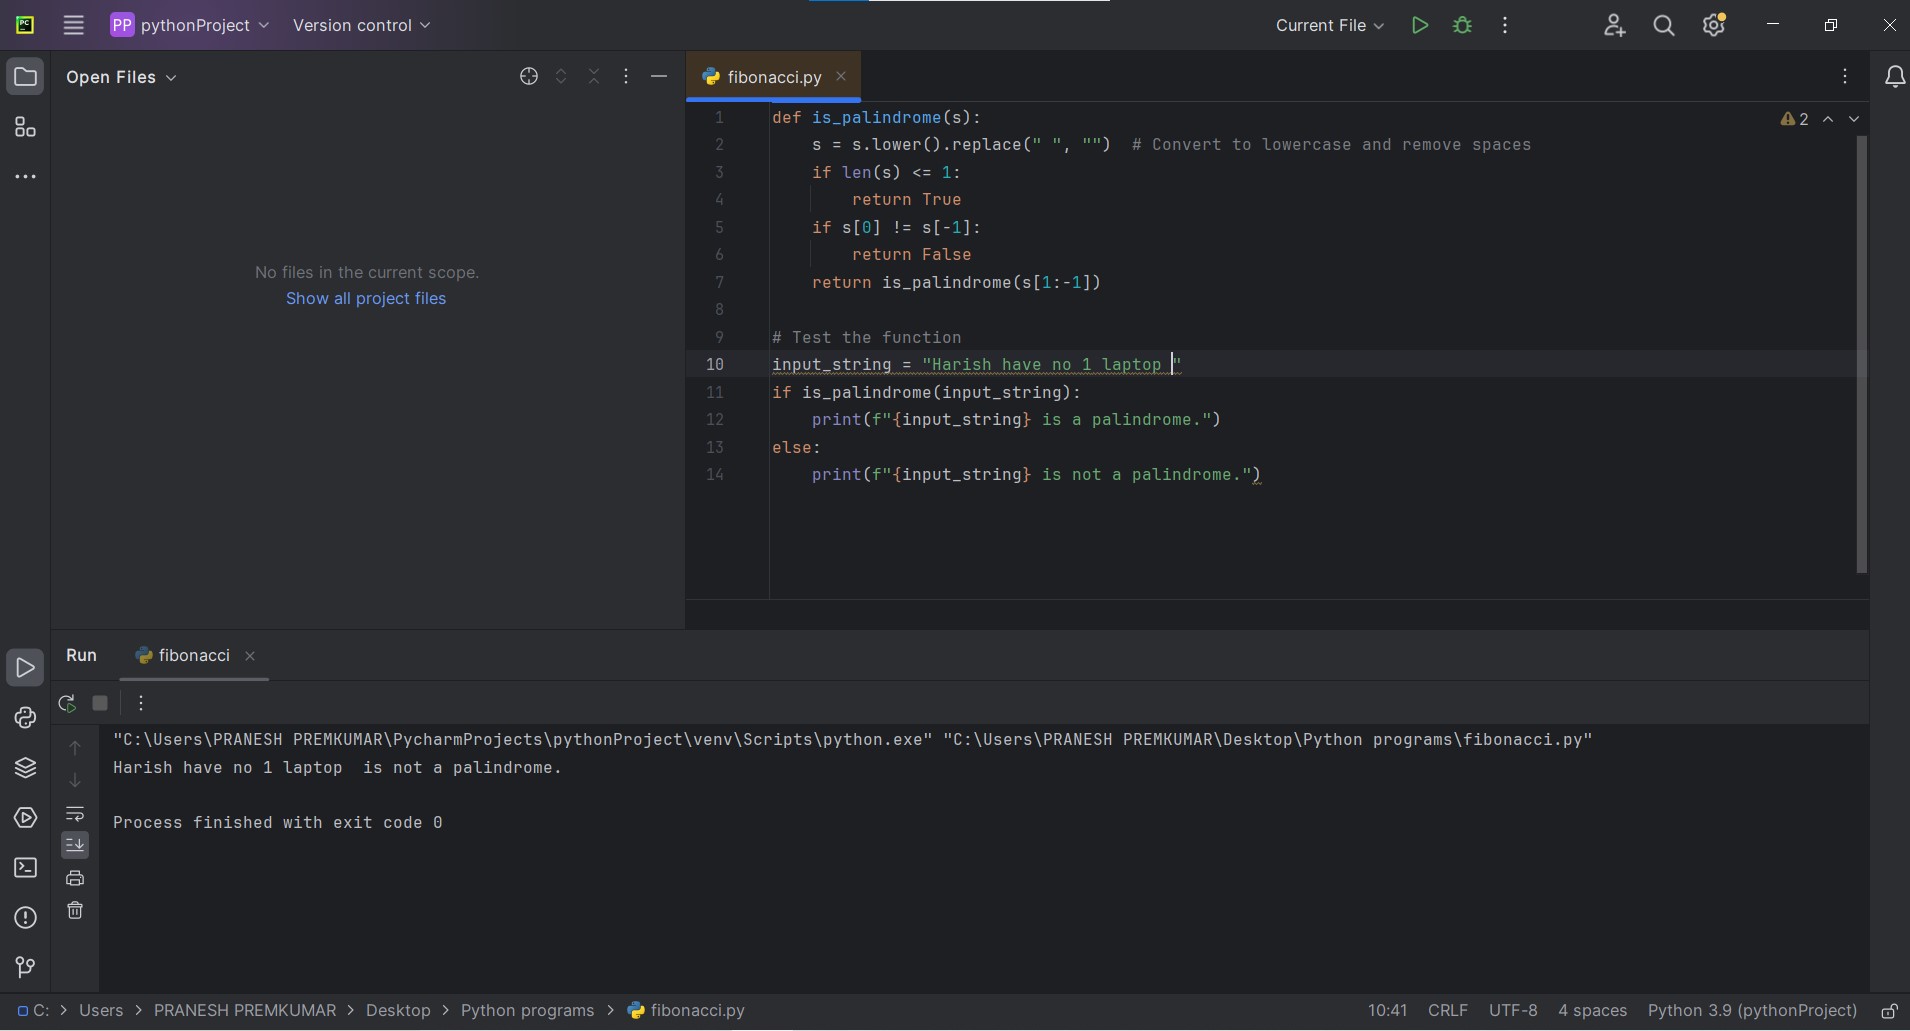 PC PP pythonProject Version control Current File
Open Files
fibonacci.py
2
1 def is_palindrome(s):
2     s = s.lower().replace(" ", "")  # Convert to lowercase and remove spaces
3     if len(s) <= 1:
4         return True
5     if s[0] != s[-1]:
6         return False
7     return is_palindrome(s[1:-1])
8
9 # Test the function
10 input_string = "Harish have no 1 laptop "
11 if is_palindrome(input_string):
12     print(f"{input_string} is a palindrome.")
13 else:
14     print(f"{input_string} is not a palindrome.")
No files in the current scope.
Show all project files
Run fibonacci
"C:\Users\PRANESH PREMKUMAR\PycharmProjects\pythonProject\venv\Scripts\python.exe" "C:\Users\PRANESH PREMKUMAR\Desktop\Python programs\fibonacci.py"
Harish have no 1 laptop  is not a palindrome.
Process finished with exit code 0
C: > Users > PRANESH PREMKUMAR > Desktop > Python programs > fibonacci.py 10:41 CRLF UTF-8 4 spaces Python 3.9 (pythonProject)